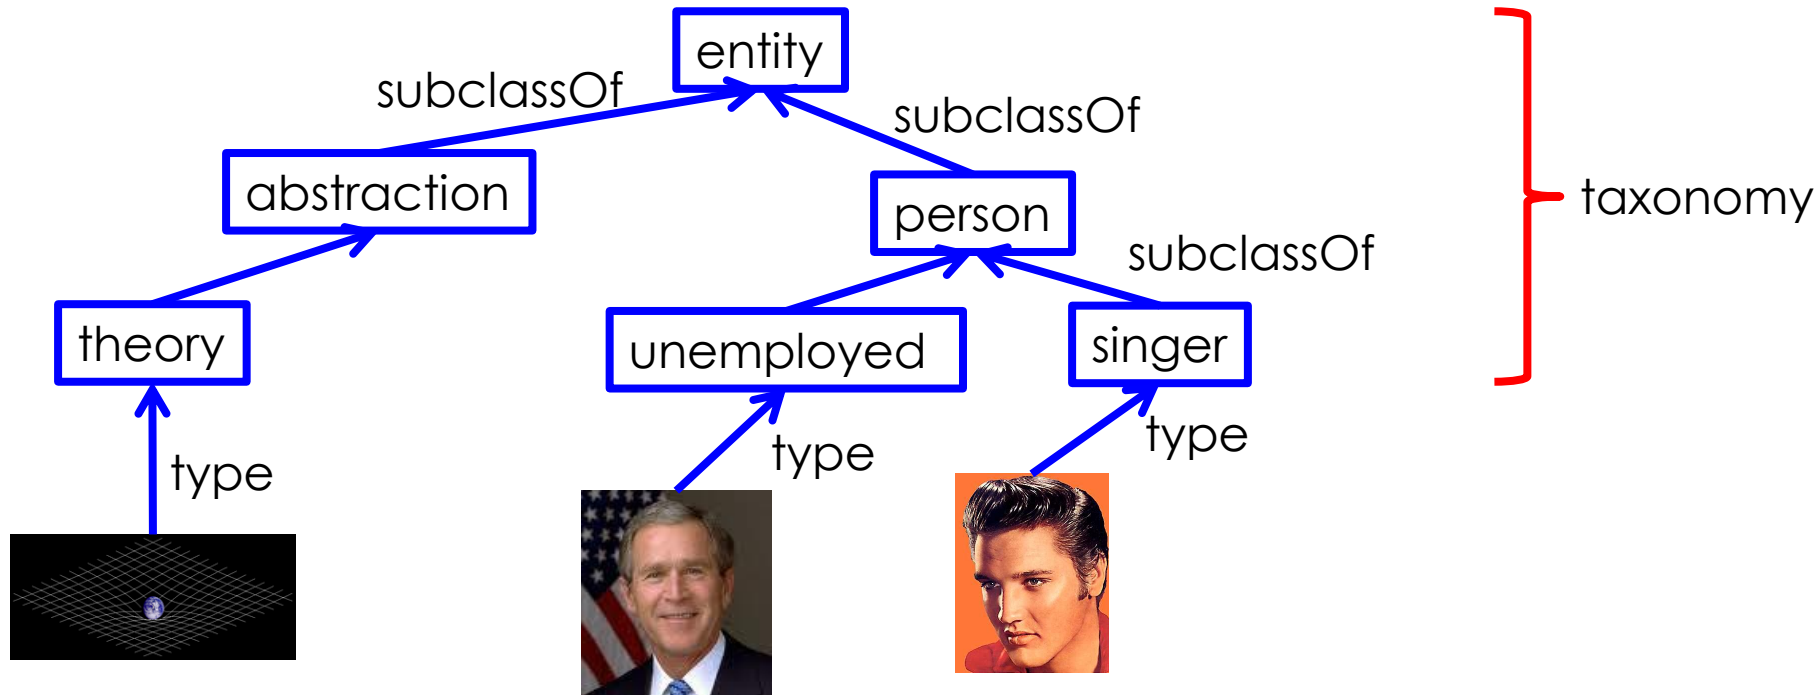 entity
subclassOf
subclassOf
abstraction
person
taxonomy
subclassOf
theory
unemployed
singer
type
type
type